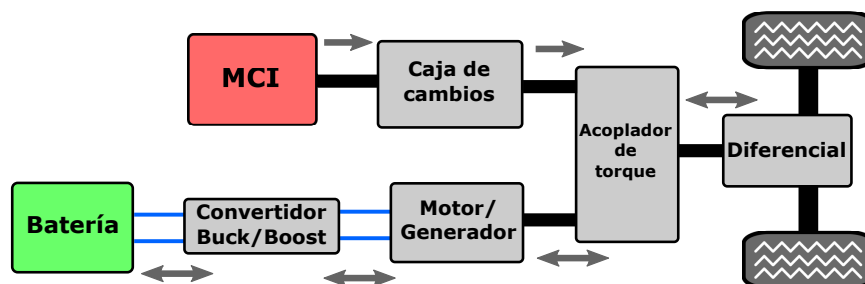 MCI
Caja de
cambios
Acoplador
de
torque
Diferencial
Batería
Convertidor
Buck/Boost
Motor/
Generador